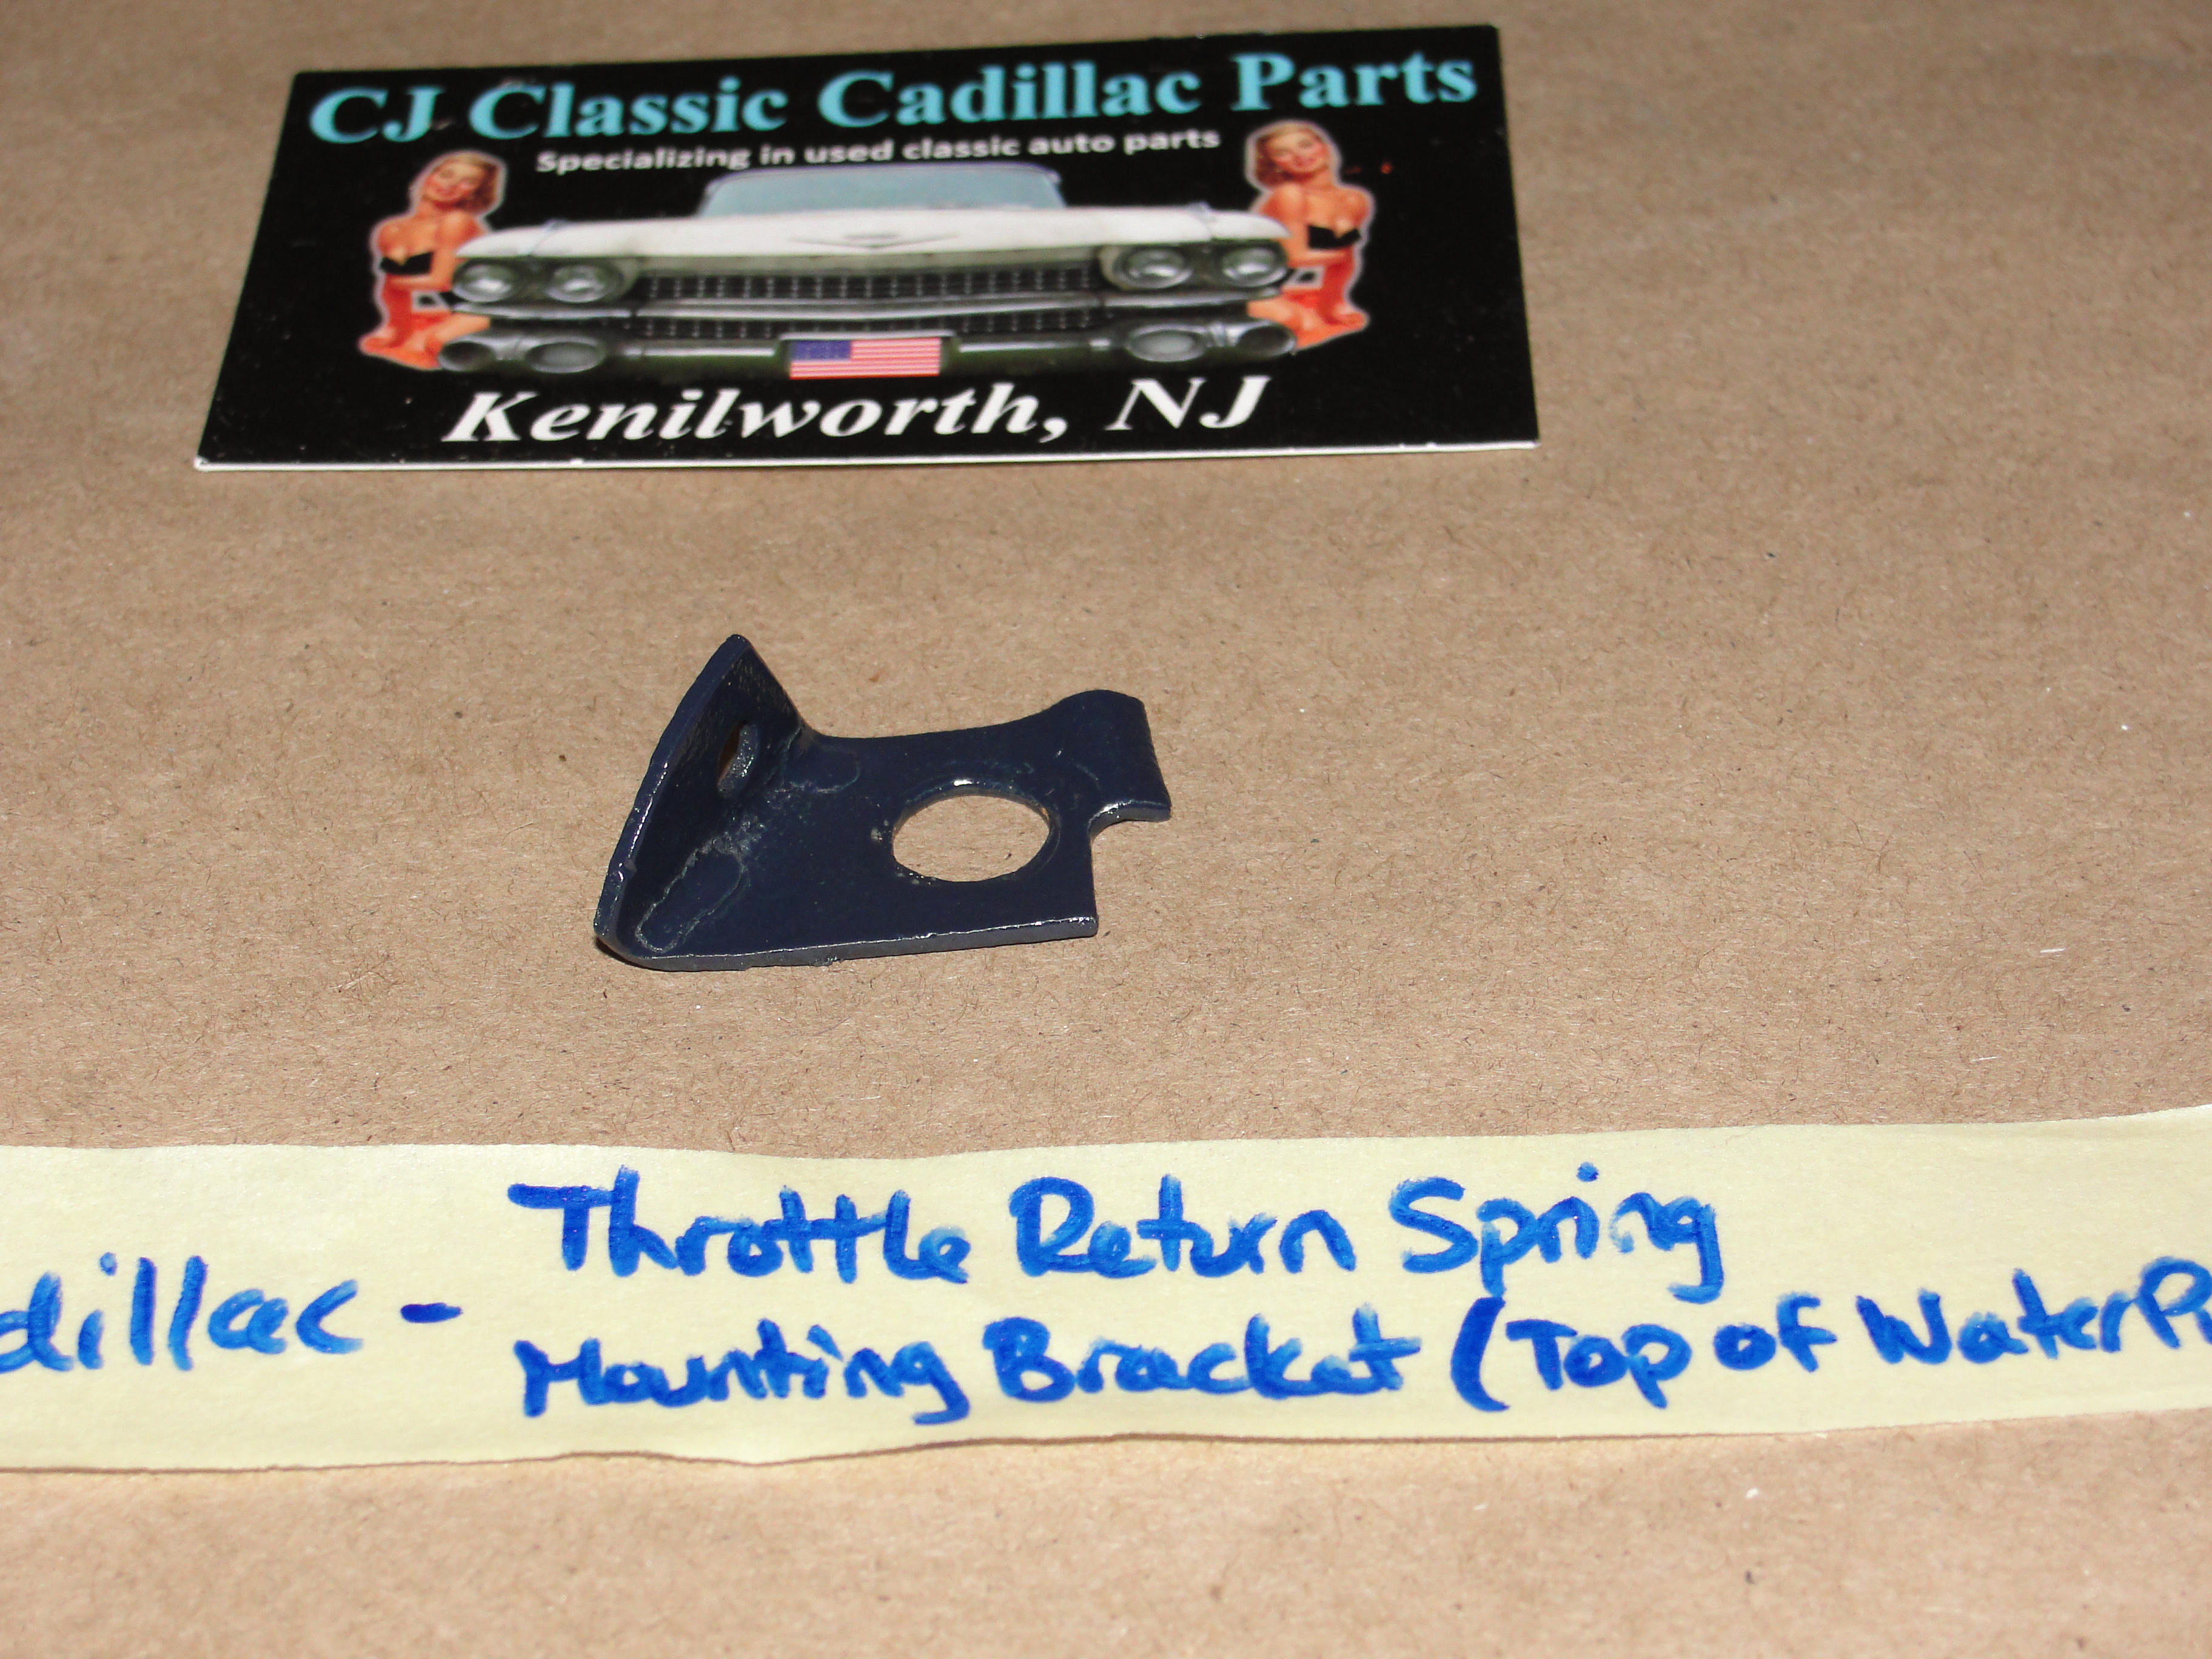 CJ Classic Cadillac Parts
Specializing in used classic auto parts
Kenilworth, NJ
Throttle Return Spring
dillac - Mounting Bracket (Top of Water